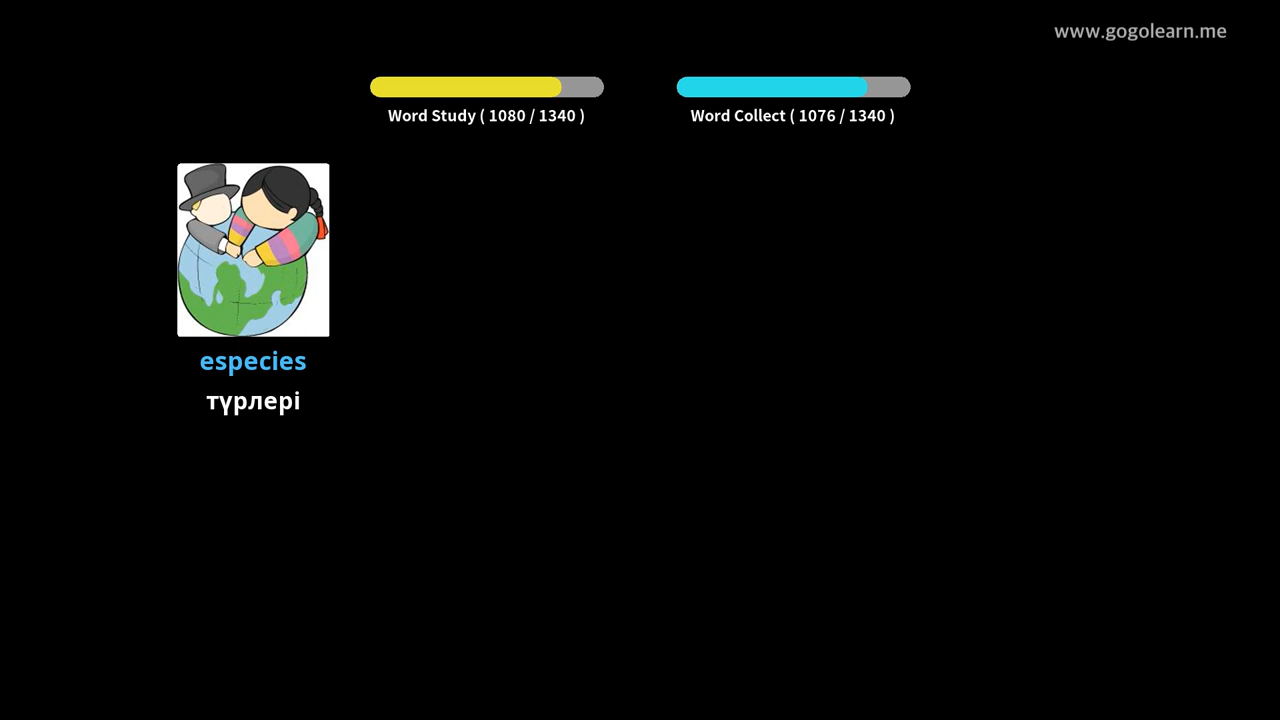 www.gogolearn.me
Word Study ( 1080 / 1340 )
Word Collect ( 1076 / 1340 )
especies
түрлері